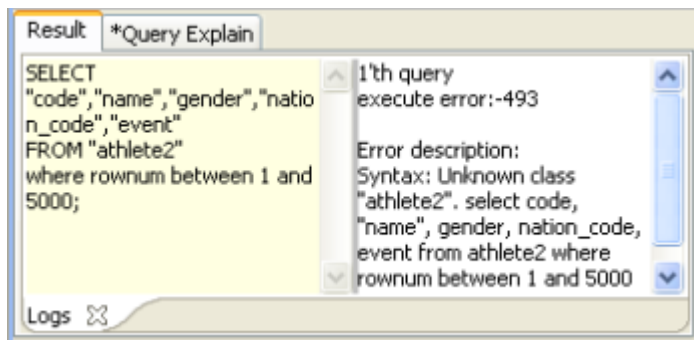 Result
*Query Explain
SELECT
"code","name","gender","natio
n_code","event"
FROM "athlete2"
where rownum between 1 and
5000;
1'th query
execute error:-493
Error description:
Syntax: Unknown class
"athlete2". select code,
"name", gender, nation_code,
event from athlete2 where
rownum between 1 and 5000
Logs